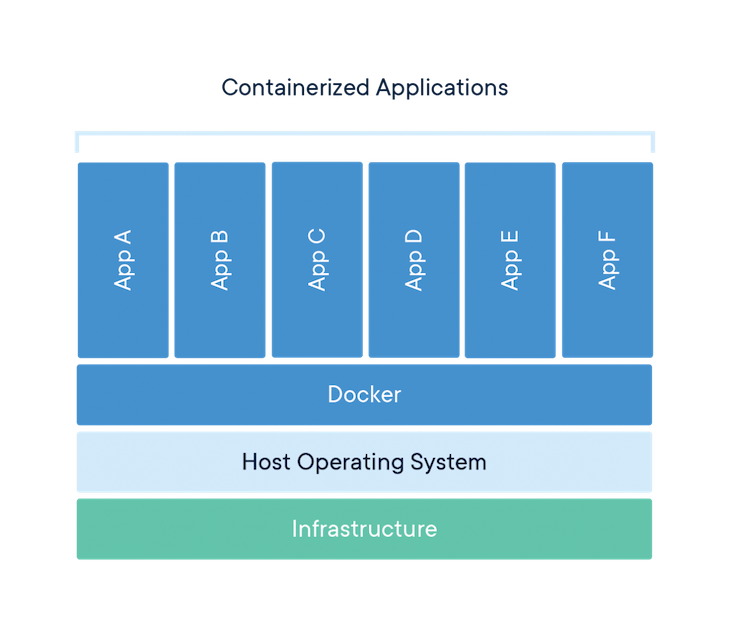 Containerized Applications
App A
App B
App C
App D
App E
App F
Docker
Host Operating System
Infrastructure